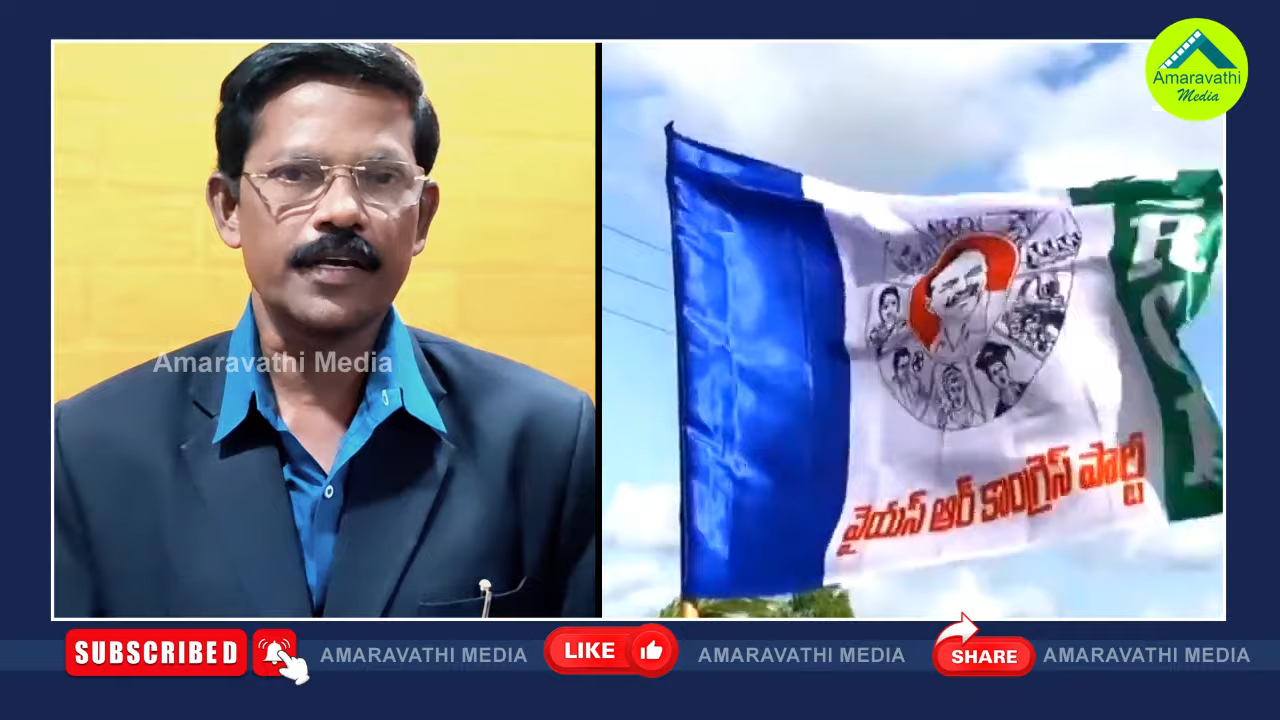 Amaravathi
Media
Amaravathi Media
R
వైయస్ ఆర్ కాంగ్రెస్ పార్టీ
SUBSCRIBED
AMARAVATHI MEDIA
LIKE
AMARAVATHI MEDIA
SHARE
AMARAVATHI MEDIA